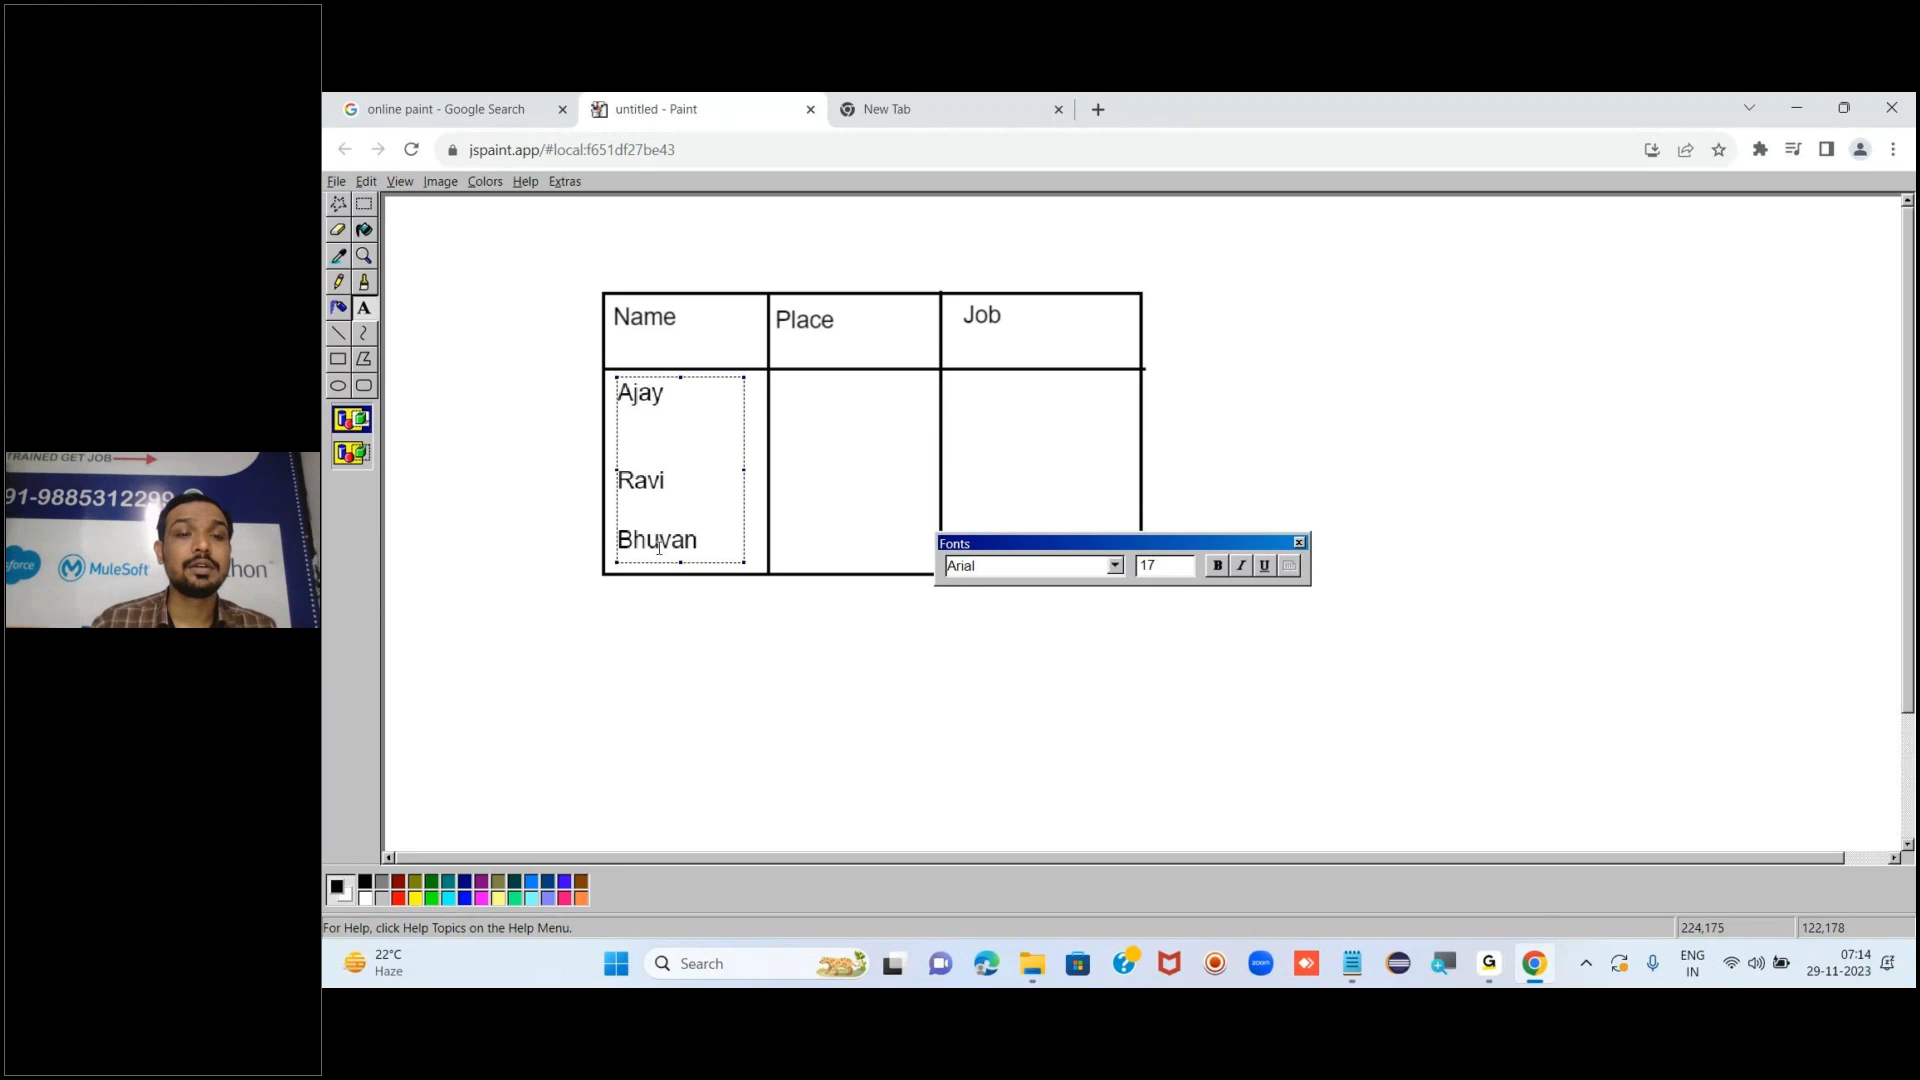 online paint - Google Search
untitled - Paint
New Tab
jspaint.app/#local:f651df27be43
File Edit View Image Colors Help Extras
Name Place Job
Ajay
Ravi
Bhuvan
Fonts
Arial 17 B I U
TRAINED GET JOB
91-9885312299
force MuleSoft hon
For Help, click Help Topics on the Help Menu. 224,175 122,178
22°C
Haze
Search
zoom
ENG
IN
07:14
29-11-2023